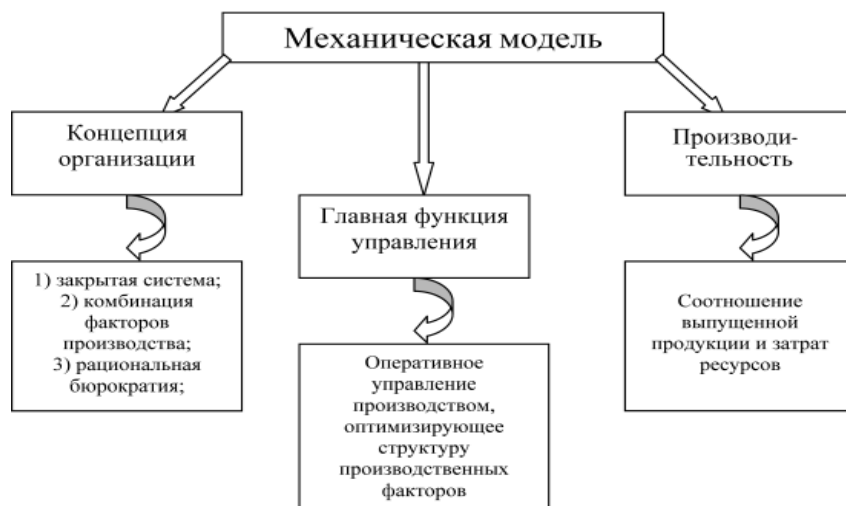 Механическая модель
Концепция
организации
Производи-
тельность
Главная функция
управления
1) закрытая система;
2) комбинация
факторов
производства;
3) рациональная
бюрократия;
Соотношение
выпущенной
продукции и затрат
ресурсов
Оперативное
управление
производством,
оптимизирующее
структуру
производственных
факторов